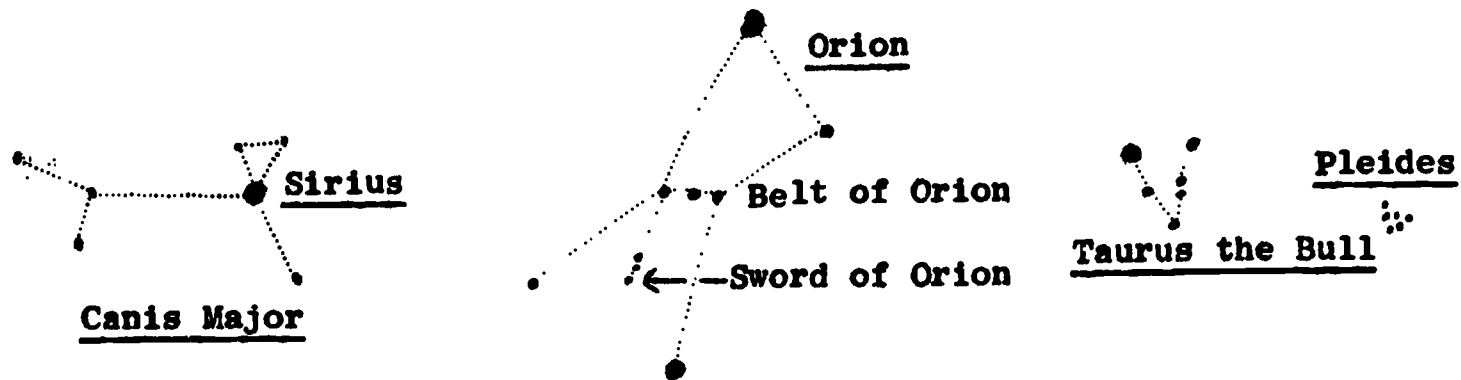 Orion
Sirius
Pleides
Belt of Orion
Taurus the Bull
Sword of Orion
Canis Major